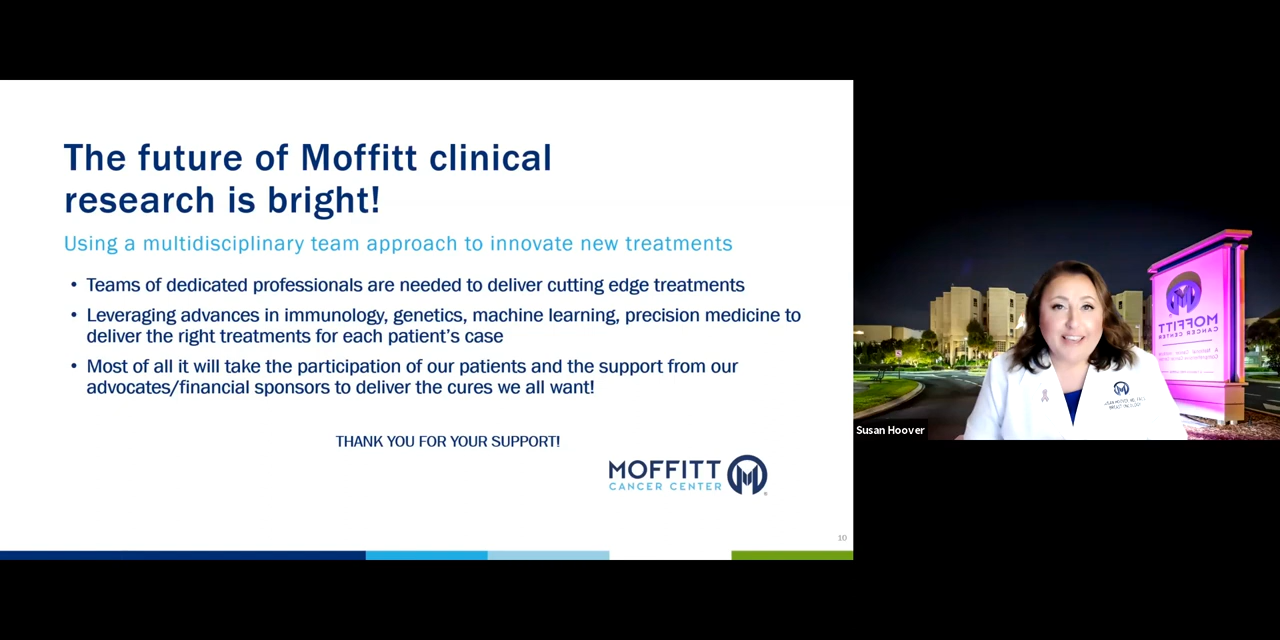 The future of Moffitt clinical
research is bright!
Using a multidisciplinary team approach to innovate new treatments
• Teams of dedicated professionals are needed to deliver cutting edge treatments
• Leveraging advances in immunology, genetics, machine learning, precision medicine to
deliver the right treatments for each patient's case
• Most of all it will take the participation of our patients and the support from our
advocates/financial sponsors to deliver the cures we all want!
THANK YOU FOR YOUR SUPPORT!
MOFFITT
CANCER CENTER
®
10
MOFFITT
CANCER CENTER
Susan Hoover